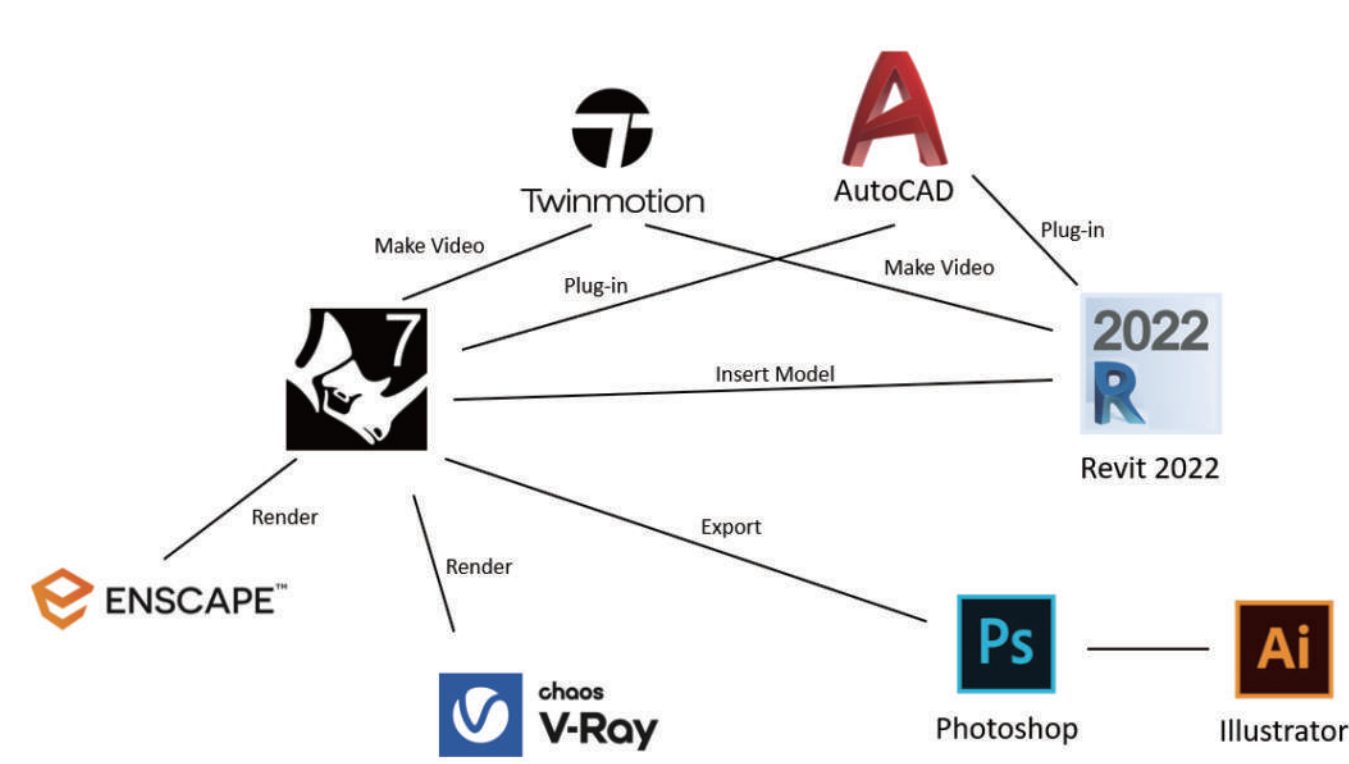 Twinmotion
AutoCAD
Make Video
Plug-in
Plug-in
Make Video
7
2022
R
Insert Model
Revit 2022
Render
Export
Render
ENSCAPE™
Ps
Ai
chaos
V-Ray
Photoshop
Illustrator